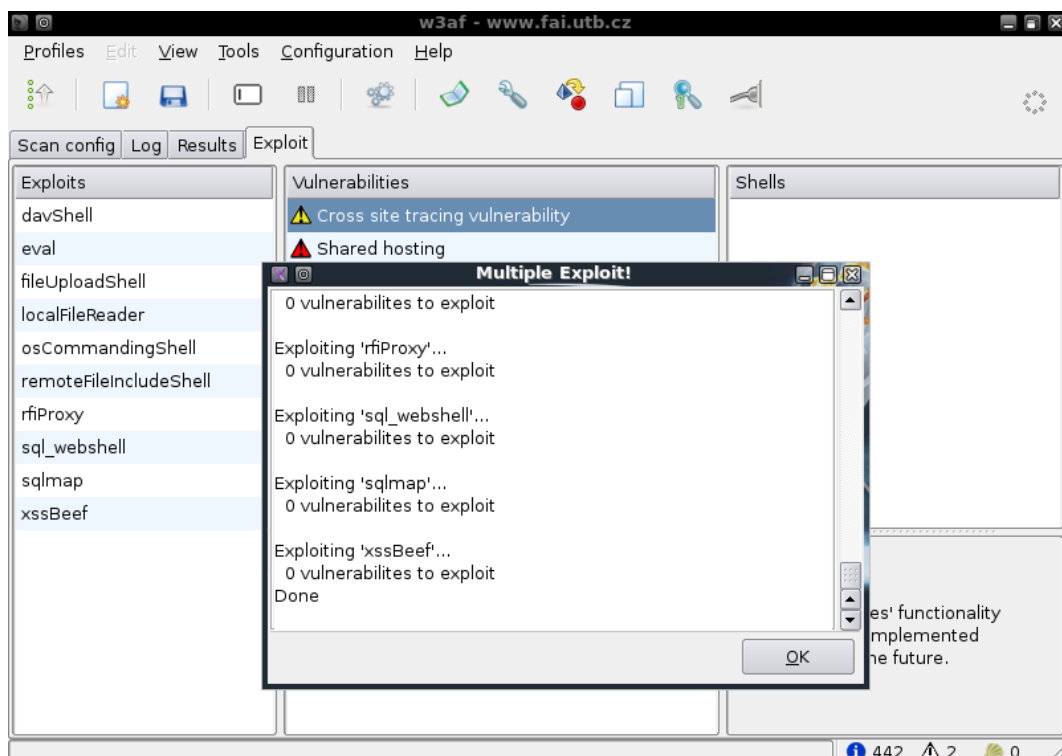 w3af - www.fai.utb.cz
Profiles Edit View Tools Configuration Help
Scan config Log Results Exploit
Exploits
davShell
eval
fileUploadShell
localFileReader
osCommandingShell
remoteFileIncludeShell
rfiProxy
sql_webshell
sqlmap
xssBeef
Vulnerabilities
Cross site tracing vulnerability
Shared hosting
Shells
Multiple Exploit!
0 vulnerabilites to exploit
Exploiting 'rfiProxy'...
0 vulnerabilites to exploit
Exploiting 'sql_webshell'...
0 vulnerabilites to exploit
Exploiting 'sqlmap'...
0 vulnerabilites to exploit
Exploiting 'xssBeef'...
0 vulnerabilites to exploit
Done
OK
es' functionality
mplemented
he future.
442 2 0